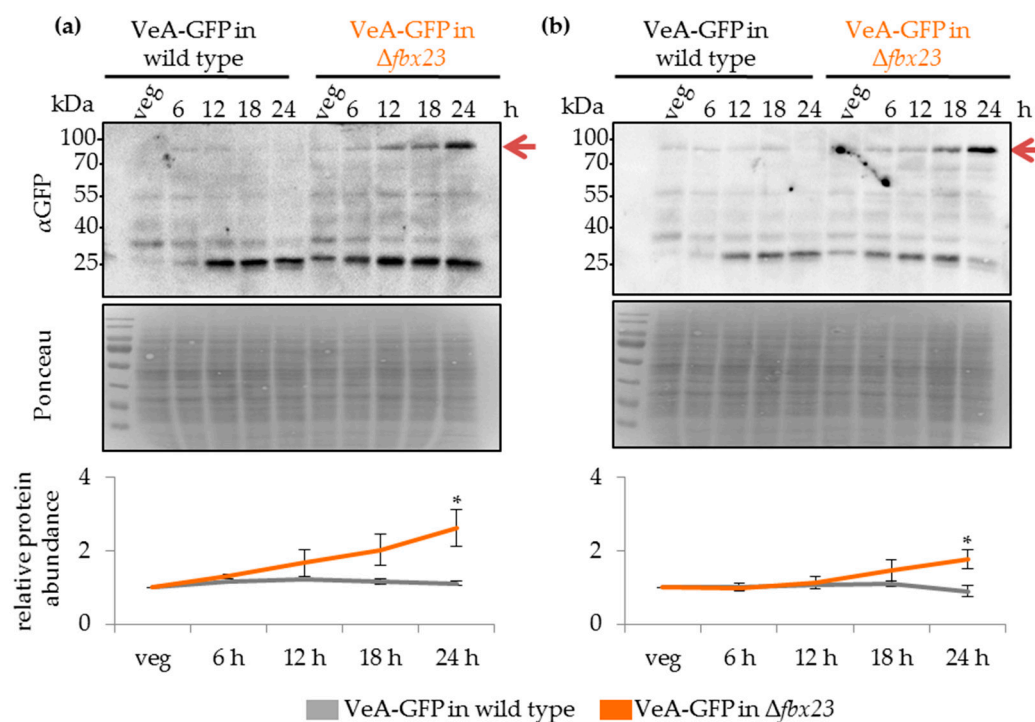 (a)
VeA-GFP in
wild type
VeA-GFP in
Δfbx23
kDa
veg 6 12 18 24 veg 6 12 18 24 h
100
70
55
40
25
αGFP
Ponceau
(b)
VeA-GFP in
wild type
VeA-GFP in
Δfbx23
kDa
veg 6 12 18 24 veg 6 12 18 24 h
100
70
55
40
25
relative protein
abundance
4
2
0
*
veg 6 h 12 h 18 h 24 h
4
2
0
*
veg 6 h 12 h 18 h 24 h
VeA-GFP in wild type VeA-GFP in Δfbx23